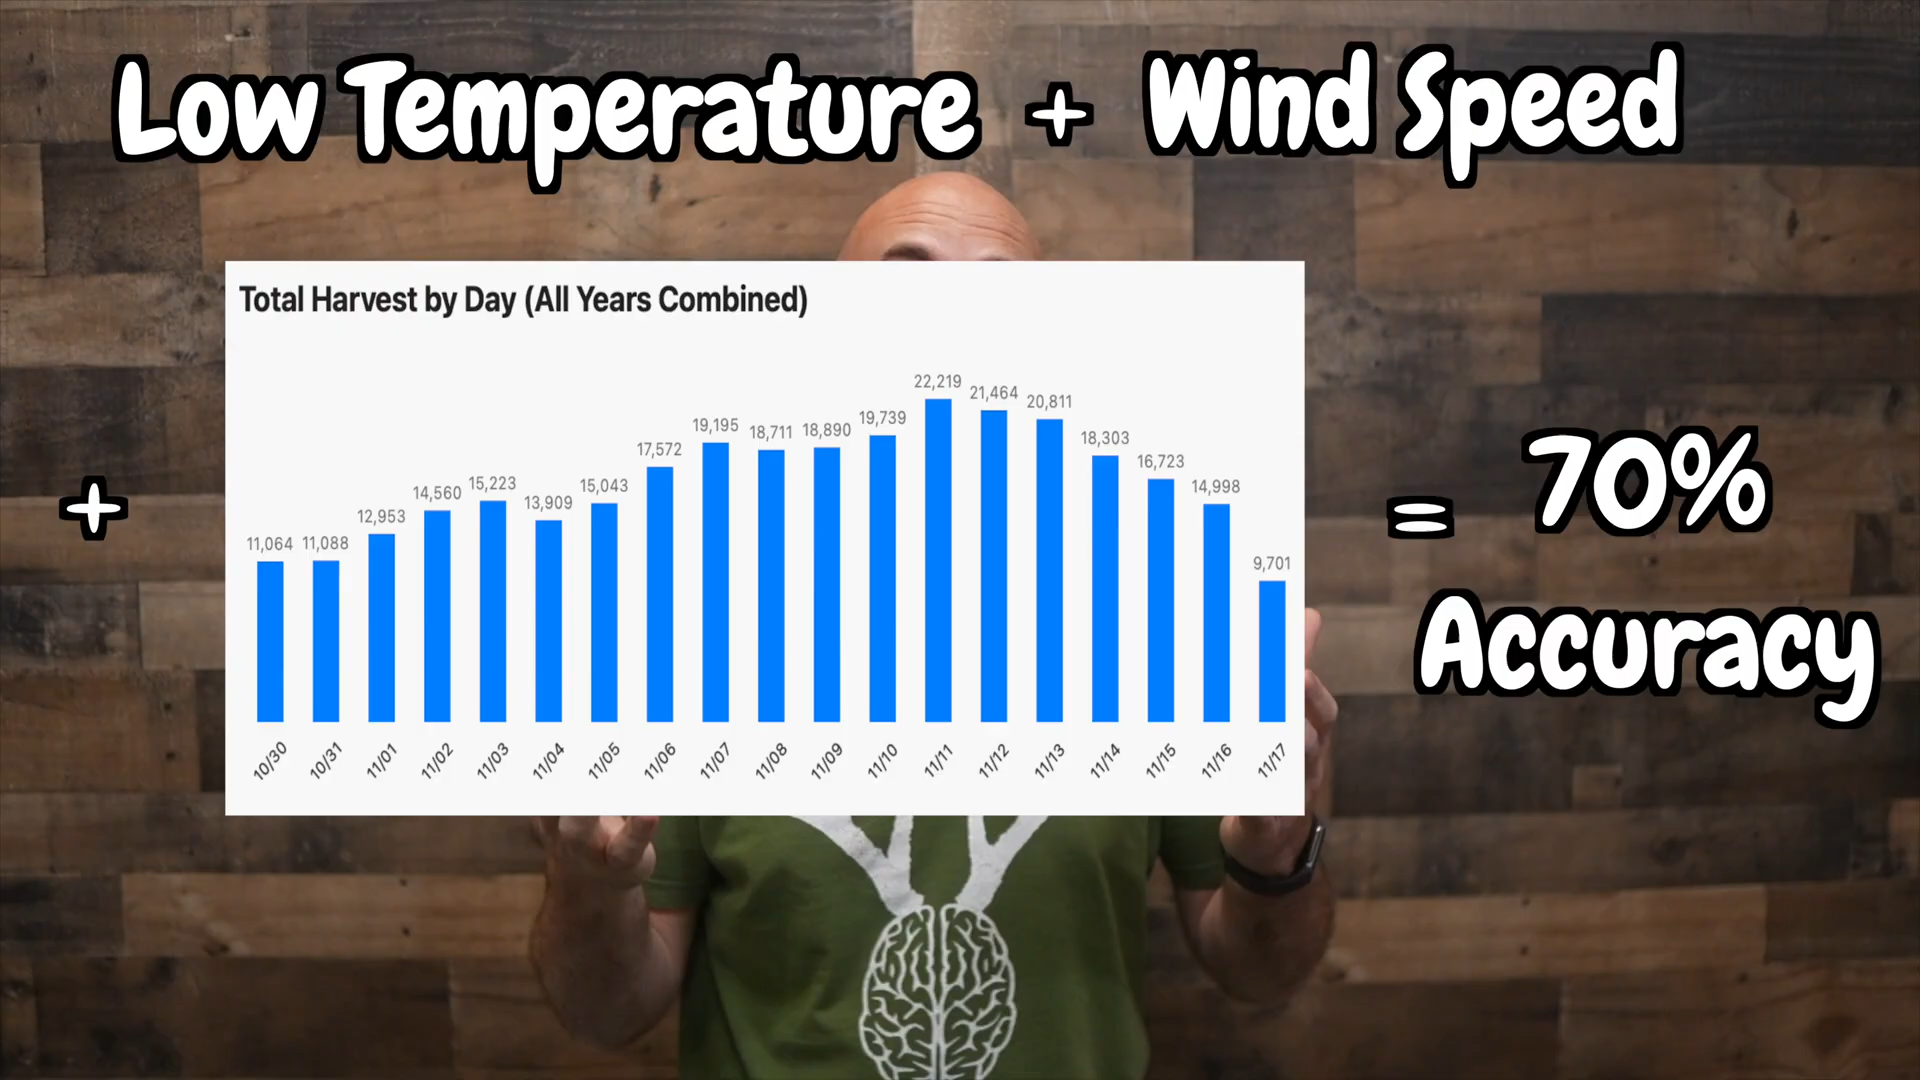 Low Temperature + Wind Speed
Total Harvest by Day (All Years Combined)
11,064 11,088 12,953 14,560 15,223 13,909 15,043 17,572 19,195 18,711 18,890 19,739 22,219 21,464 20,811 18,303 16,723 14,998 9,701
10/30 10/31 11/01 11/02 11/03 11/04 11/05 11/06 11/07 11/08 11/09 11/10 11/11 11/12 11/13 11/14 11/15 11/16 11/17
+
= 70%
Accuracy